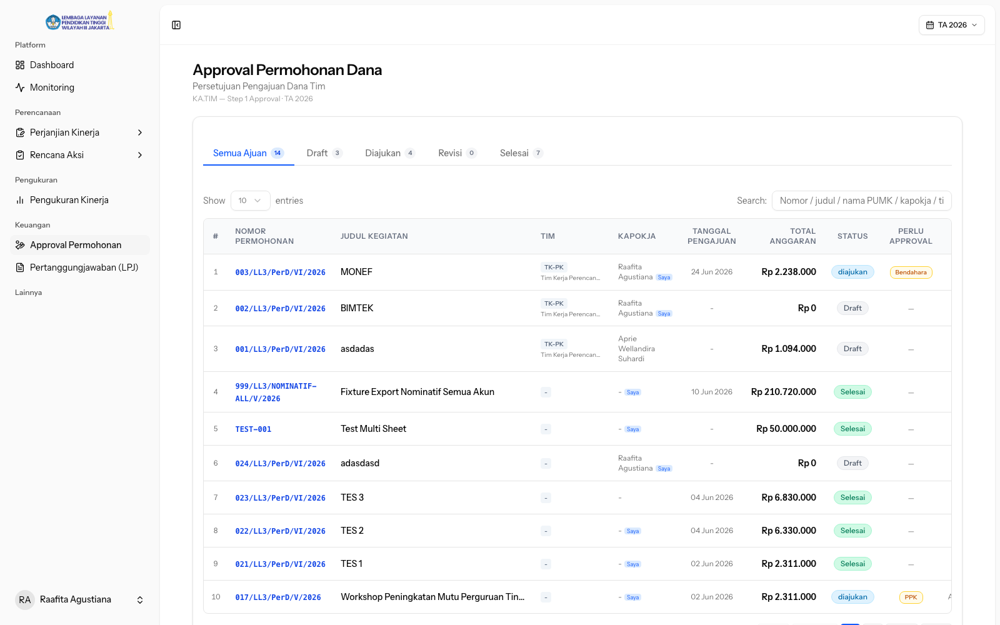 LEMBAGA LAYANAN
PENDIDIKAN TINGGI
WILAYAH III JAKARTA
Platform
Dashboard
Monitoring
Perencanaan
Perjanjian Kinerja
Rencana Aksi
Pengukuran
Pengukuran Kinerja
Keuangan
Approval Permohonan
Pertanggungjawaban (LPJ)
Lainnya
RA Raafita Agustiana
TA 2026
Approval Permohonan Dana
Persetujuan Pengajuan Dana Tim
KA.TIM — Step 1 Approval · TA 2026
Semua Ajuan 14 Draft 3 Diajukan 4 Revisi 0 Selesai 7
Show 10 entries Search: Nomor / judul / nama PUMK / kapokja / ti
# NOMOR PERMOHONAN JUDUL KEGIATAN TIM KAPOKJA TANGGAL PENGAJUAN TOTAL ANGGARAN STATUS PERLU APPROVAL
1 003/LL3/PerD/VI/2026 MONEF TK-PK Tim Kerja Perencan... Raafita Agustiana Saya 24 Jun 2026 Rp 2.238.000 diajukan Bendahara
2 002/LL3/PerD/VI/2026 BIMTEK TK-PK Tim Kerja Perencan... Raafita Agustiana Saya - Rp 0 Draft —
3 001/LL3/PerD/VI/2026 asdadas TK-PK Tim Kerja Perencan... Aprie Wellandira Suhardi - Rp 1.094.000 Draft —
4 999/LL3/NOMINATIF-ALL/V/2026 Fixture Export Nominatif Semua Akun - - Saya 10 Jun 2026 Rp 210.720.000 Selesai —
5 TEST-001 Test Multi Sheet - - Saya - Rp 50.000.000 Selesai —
6 024/LL3/PerD/VI/2026 adasdasd - Raafita Agustiana Saya - Rp 0 Draft —
7 023/LL3/PerD/VI/2026 TES 3 - - 04 Jun 2026 Rp 6.830.000 Selesai —
8 022/LL3/PerD/VI/2026 TES 2 - - Saya 04 Jun 2026 Rp 6.330.000 Selesai —
9 021/LL3/PerD/VI/2026 TES 1 - - Saya 02 Jun 2026 Rp 2.311.000 Selesai —
10 017/LL3/PerD/V/2026 Workshop Peningkatan Mutu Perguruan Tin... - - Saya 02 Jun 2026 Rp 2.311.000 diajukan PPK